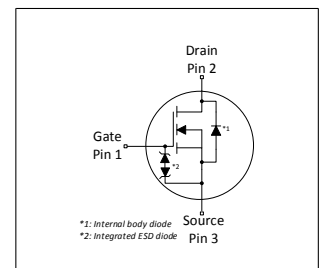 Drain
Pin 2
*1
Gate
Pin 1
*2
*1: Internal body diode
*2: Integrated ESD diode
Source
Pin 3